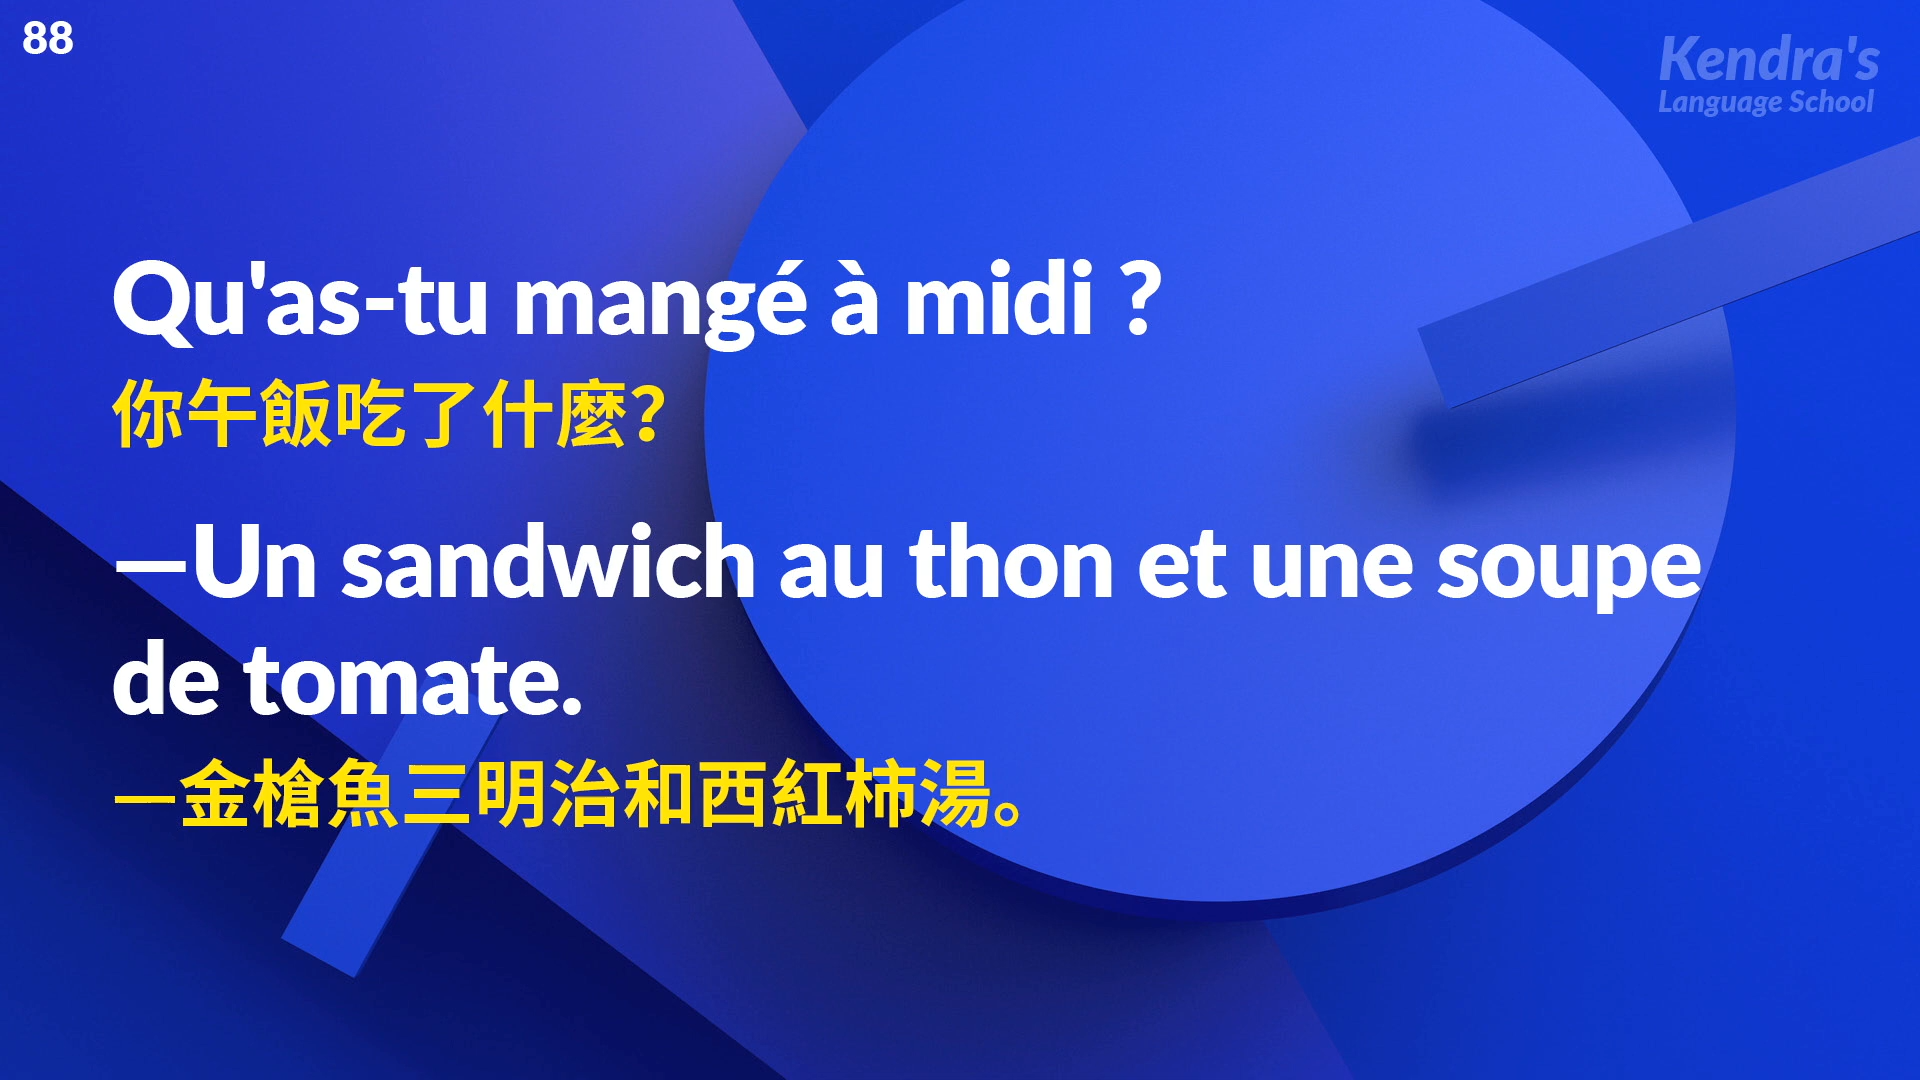 88
Kendra's
Language School
Qu'as-tu mangé à midi ?
你午飯吃了什麼?
—Un sandwich au thon et une soupe
de tomate.
—金槍魚三明治和西紅柿湯。